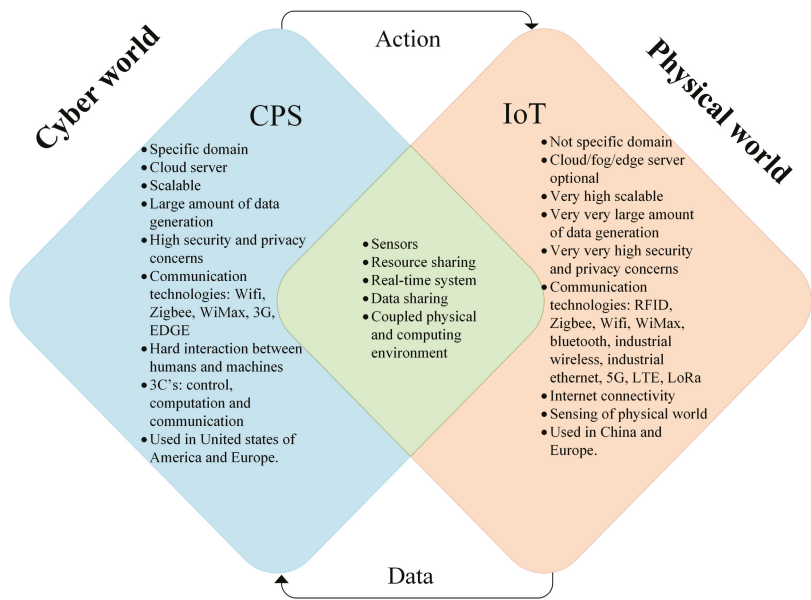 Action
Cyber world
Physical world
CPS
• Specific domain
• Cloud server
• Scalable
• Large amount of data
generation
• High security and privacy
concerns
• Communication
technologies: Wifi,
Zigbee, WiMax, 3G,
EDGE
• Hard interaction between
humans and machines
• 3C's: control,
computation and
communication
• Used in United states of
America and Europe.
• Sensors
• Resource sharing
• Real-time system
• Data sharing
• Coupled physical
and computing
environment
IoT
• Not specific domain
• Cloud/fog/edge server
optional
• Very high scalable
• Very very large amount
of data generation
• Very very high security
and privacy concerns
• Communication
technologies: RFID,
Zigbee, Wifi, WiMax,
bluetooth, industrial
wireless, industrial
ethernet, 5G, LTE, LoRa
• Internet connectivity
• Sensing of physical world
• Used in China and
Europe.
Data